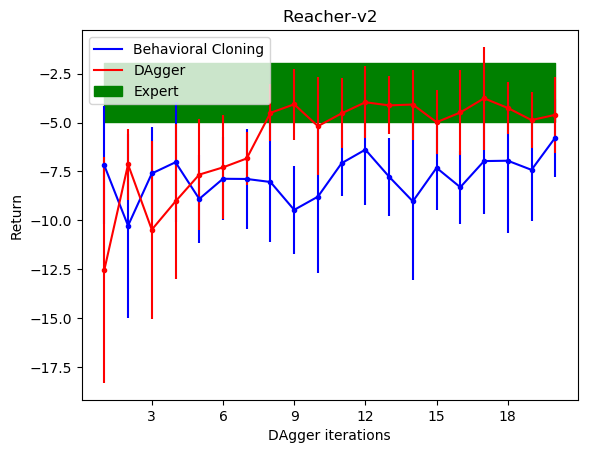 Reacher-v2
Behavioral Cloning
DAgger
Expert
−2.5
−5.0
−7.5
−10.0
−12.5
−15.0
−17.5
Return
3
6
9
12
15
18
DAgger iterations